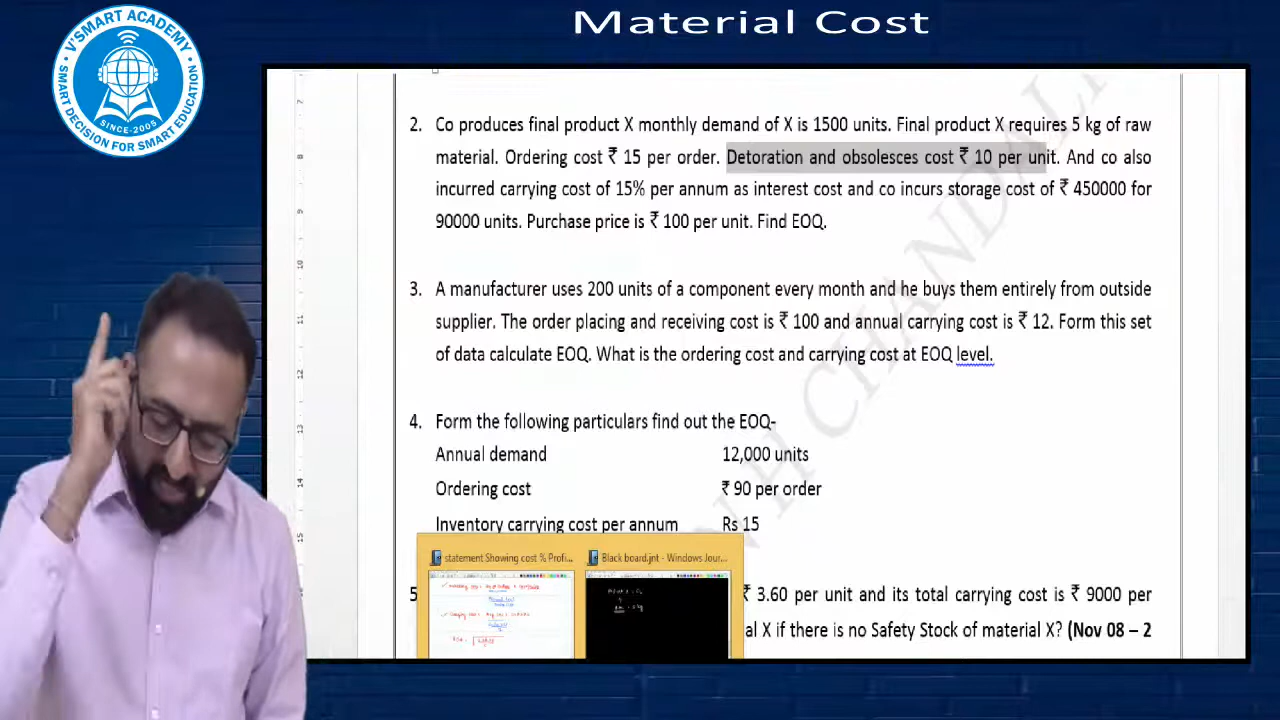 Material Cost
V'SMART ACADEMY
SMART DECISION FOR SMART EDUCATION
SINCE-2005
2. Co produces final product X monthly demand of X is 1500 units. Final product X requires 5 kg of raw
material. Ordering cost ₹ 15 per order. Detoration and obsolesces cost ₹ 10 per unit. And co also
incurred carrying cost of 15% per annum as interest cost and co incurs storage cost of ₹ 450000 for
90000 units. Purchase price is ₹ 100 per unit. Find EOQ.
3. A manufacturer uses 200 units of a component every month and he buys them entirely from outside
supplier. The order placing and receiving cost is ₹ 100 and annual carrying cost is ₹ 12. Form this set
of data calculate EOQ. What is the ordering cost and carrying cost at EOQ level.
4. Form the following particulars find out the EOQ-
Annual demand 12,000 units
Ordering cost ₹ 90 per order
Inventory carrying cost per annum Rs 15
statement Showing cost % Profi...
Black board.jnt - Windows Jour...
5 ₹ 3.60 per unit and its total carrying cost is ₹ 9000 per
al X if there is no Safety Stock of material X? (Nov 08 – 2